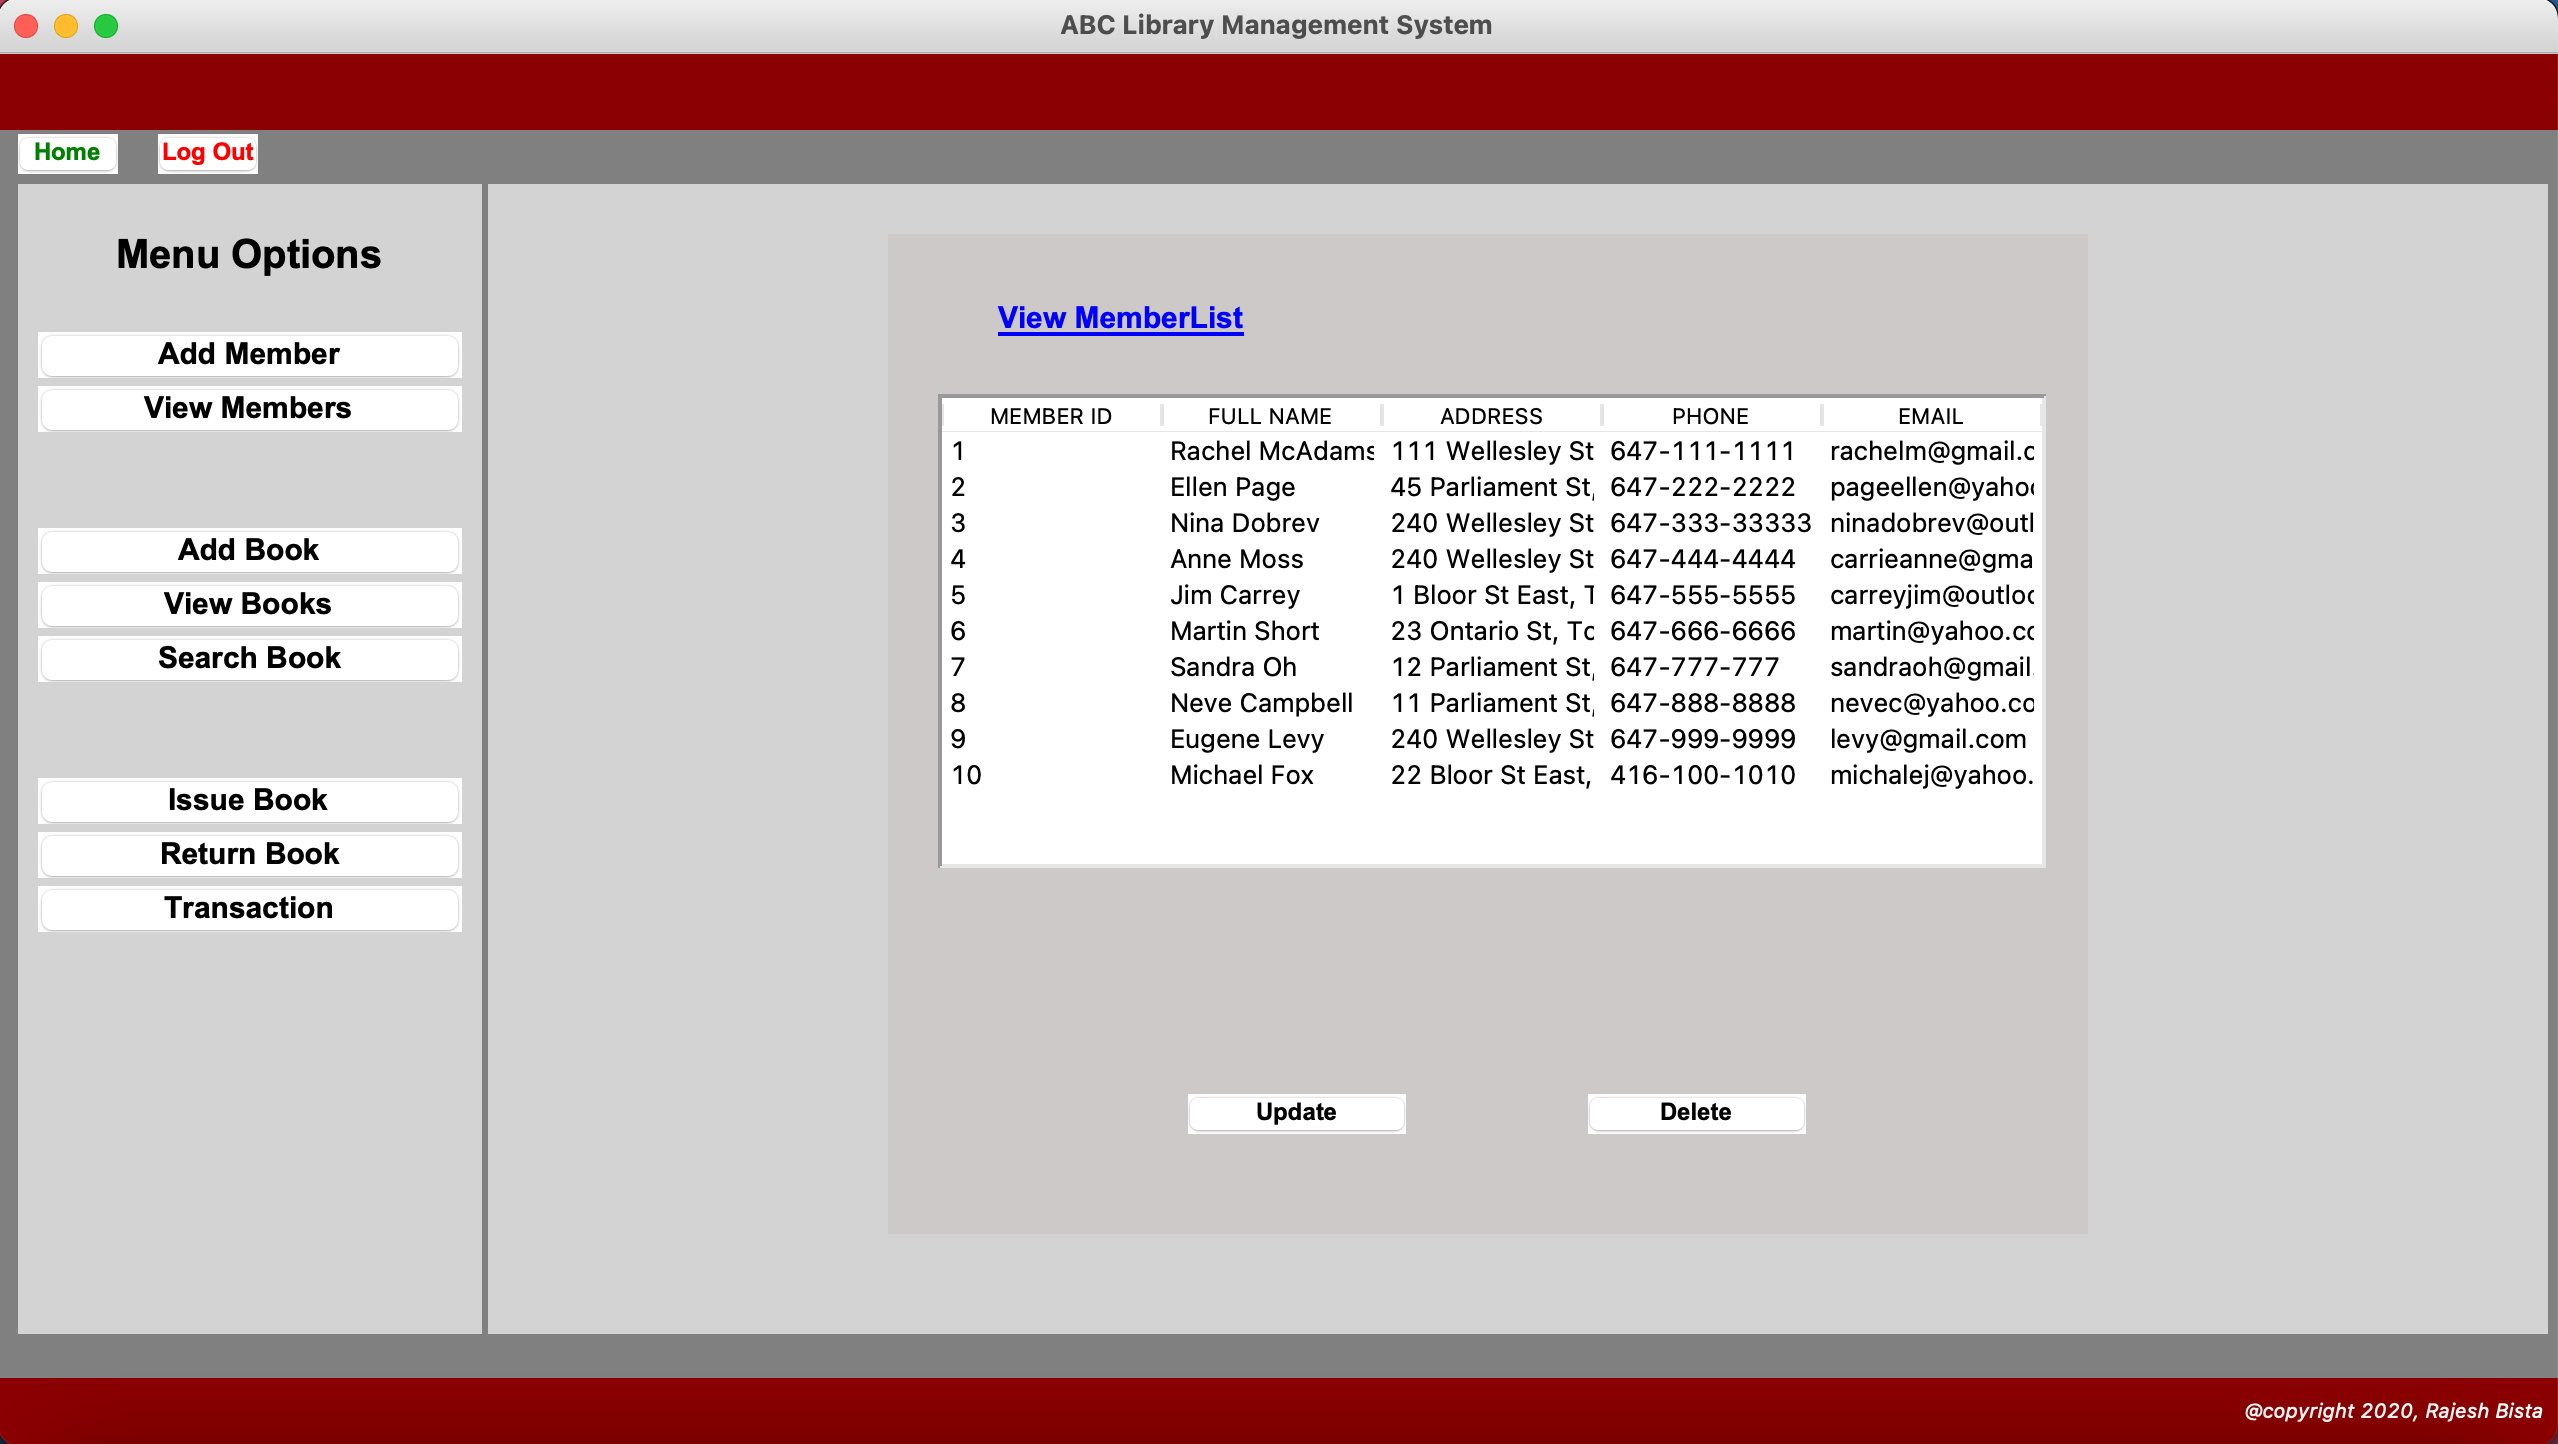 ABC Library Management System
Home Log Out
Menu Options
Add Member
View Members
Add Book
View Books
Search Book
Issue Book
Return Book
Transaction
View MemberList
MEMBER ID FULL NAME ADDRESS PHONE EMAIL
1 Rachel McAdams 111 Wellesley St 647-111-1111 rachelm@gmail.c
2 Ellen Page 45 Parliament St, 647-222-2222 pageellen@yahoo
3 Nina Dobrev 240 Wellesley St 647-333-33333 ninadobrev@outl
4 Anne Moss 240 Wellesley St 647-444-4444 carrieanne@gma
5 Jim Carrey 1 Bloor St East, T 647-555-5555 carreyjim@outloo
6 Martin Short 23 Ontario St, To 647-666-6666 martin@yahoo.co
7 Sandra Oh 12 Parliament St, 647-777-777 sandraoh@gmail.
8 Neve Campbell 11 Parliament St, 647-888-8888 nevec@yahoo.co
9 Eugene Levy 240 Wellesley St 647-999-9999 levy@gmail.com
10 Michael Fox 22 Bloor St East, 416-100-1010 michalej@yahoo.
Update Delete
@copyright 2020, Rajesh Bista